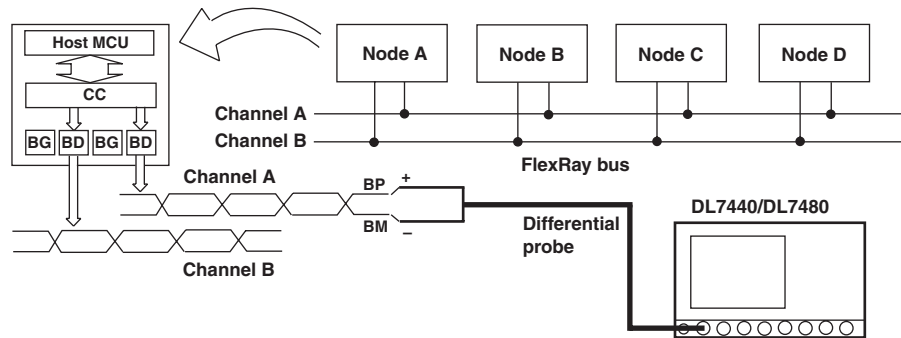 Host MCU
CC
BG BD BG BD
Node A Node B Node C Node D
Channel A
Channel B
FlexRay bus
Channel A
BP +
BM –
Channel B
Differential
probe
DL7440/DL7480